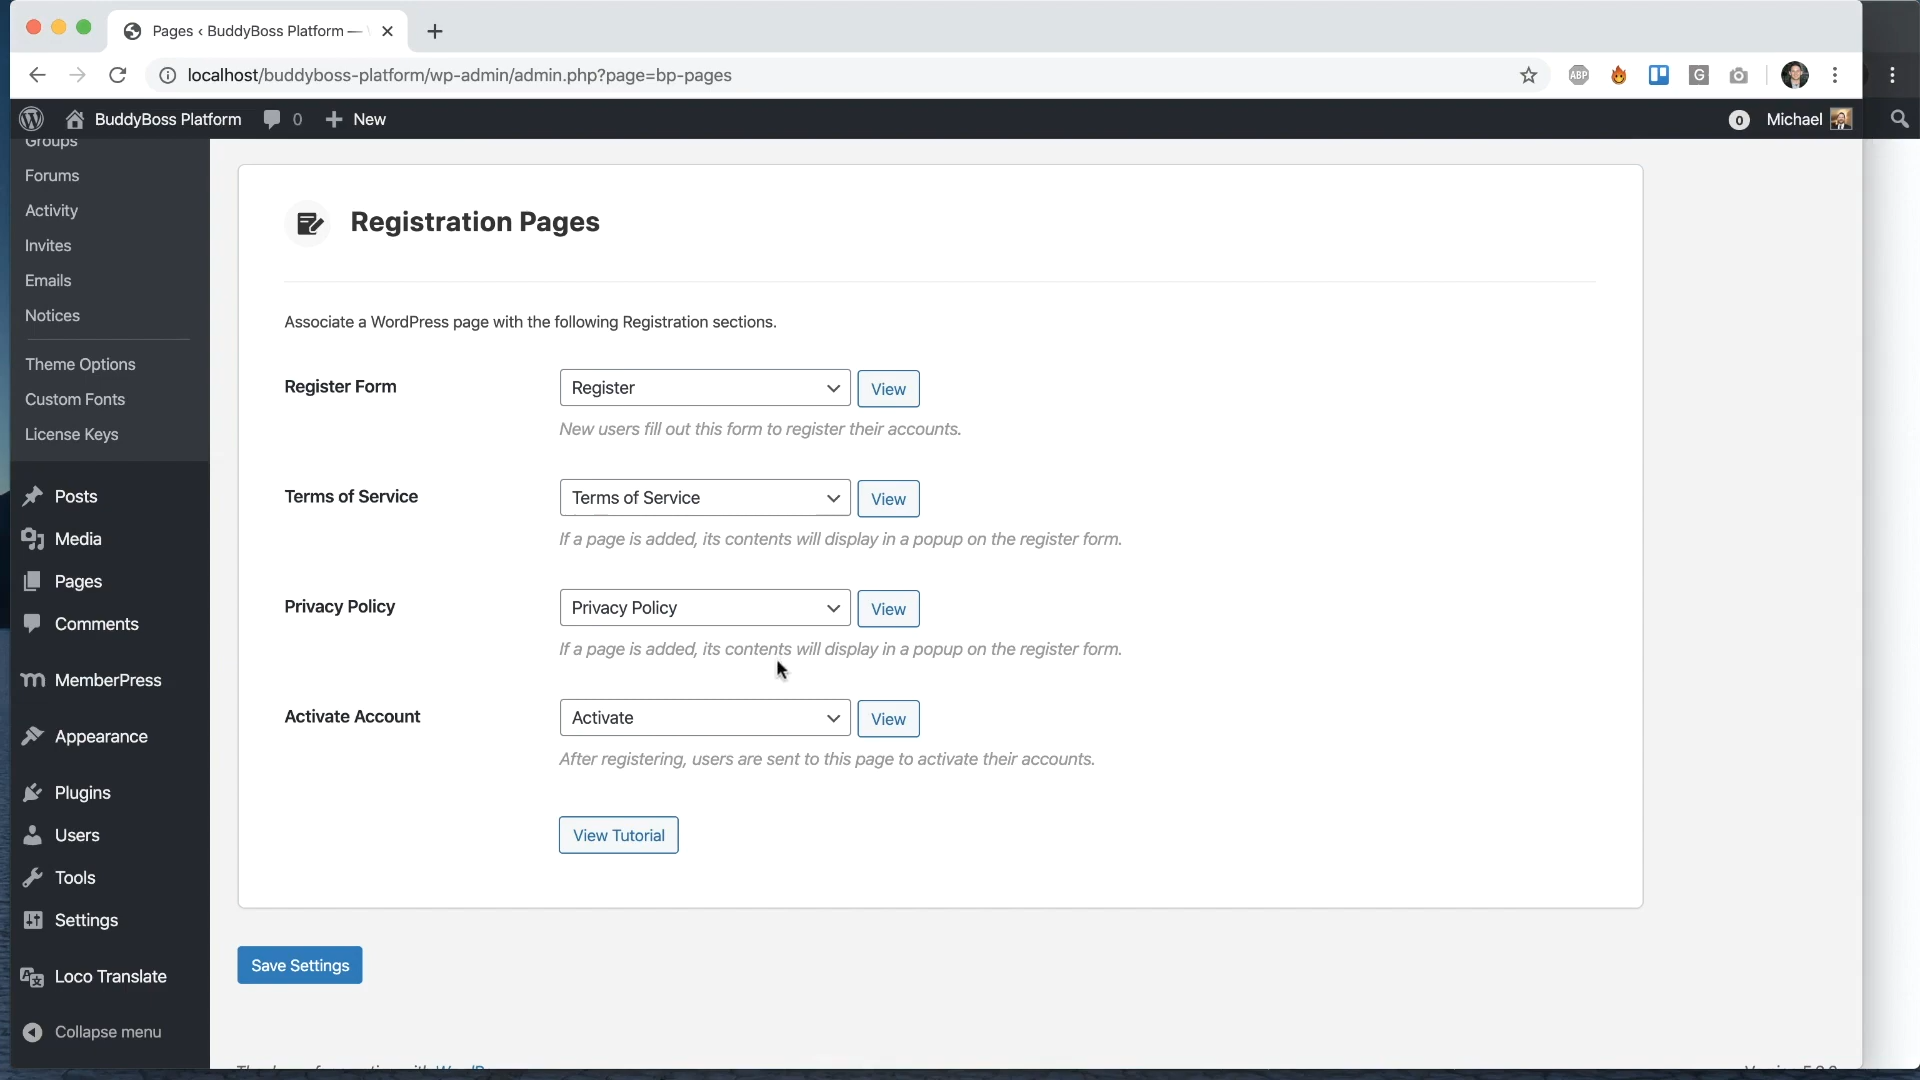 Pages ‹ BuddyBoss Platform —
localhost/buddyboss-platform/wp-admin/admin.php?page=bp-pages
ABP
G
BuddyBoss Platform
0
New
0
Michael
Groups
Forums
Activity
Invites
Emails
Notices
Theme Options
Custom Fonts
License Keys
Posts
Media
Pages
Comments
MemberPress
Appearance
Plugins
Users
Tools
Settings
Loco Translate
Collapse menu
Registration Pages
Associate a WordPress page with the following Registration sections.
Register Form
Register
View
New users fill out this form to register their accounts.
Terms of Service
Terms of Service
View
If a page is added, its contents will display in a popup on the register form.
Privacy Policy
Privacy Policy
View
If a page is added, its contents will display in a popup on the register form.
Activate Account
Activate
View
After registering, users are sent to this page to activate their accounts.
View Tutorial
Save Settings